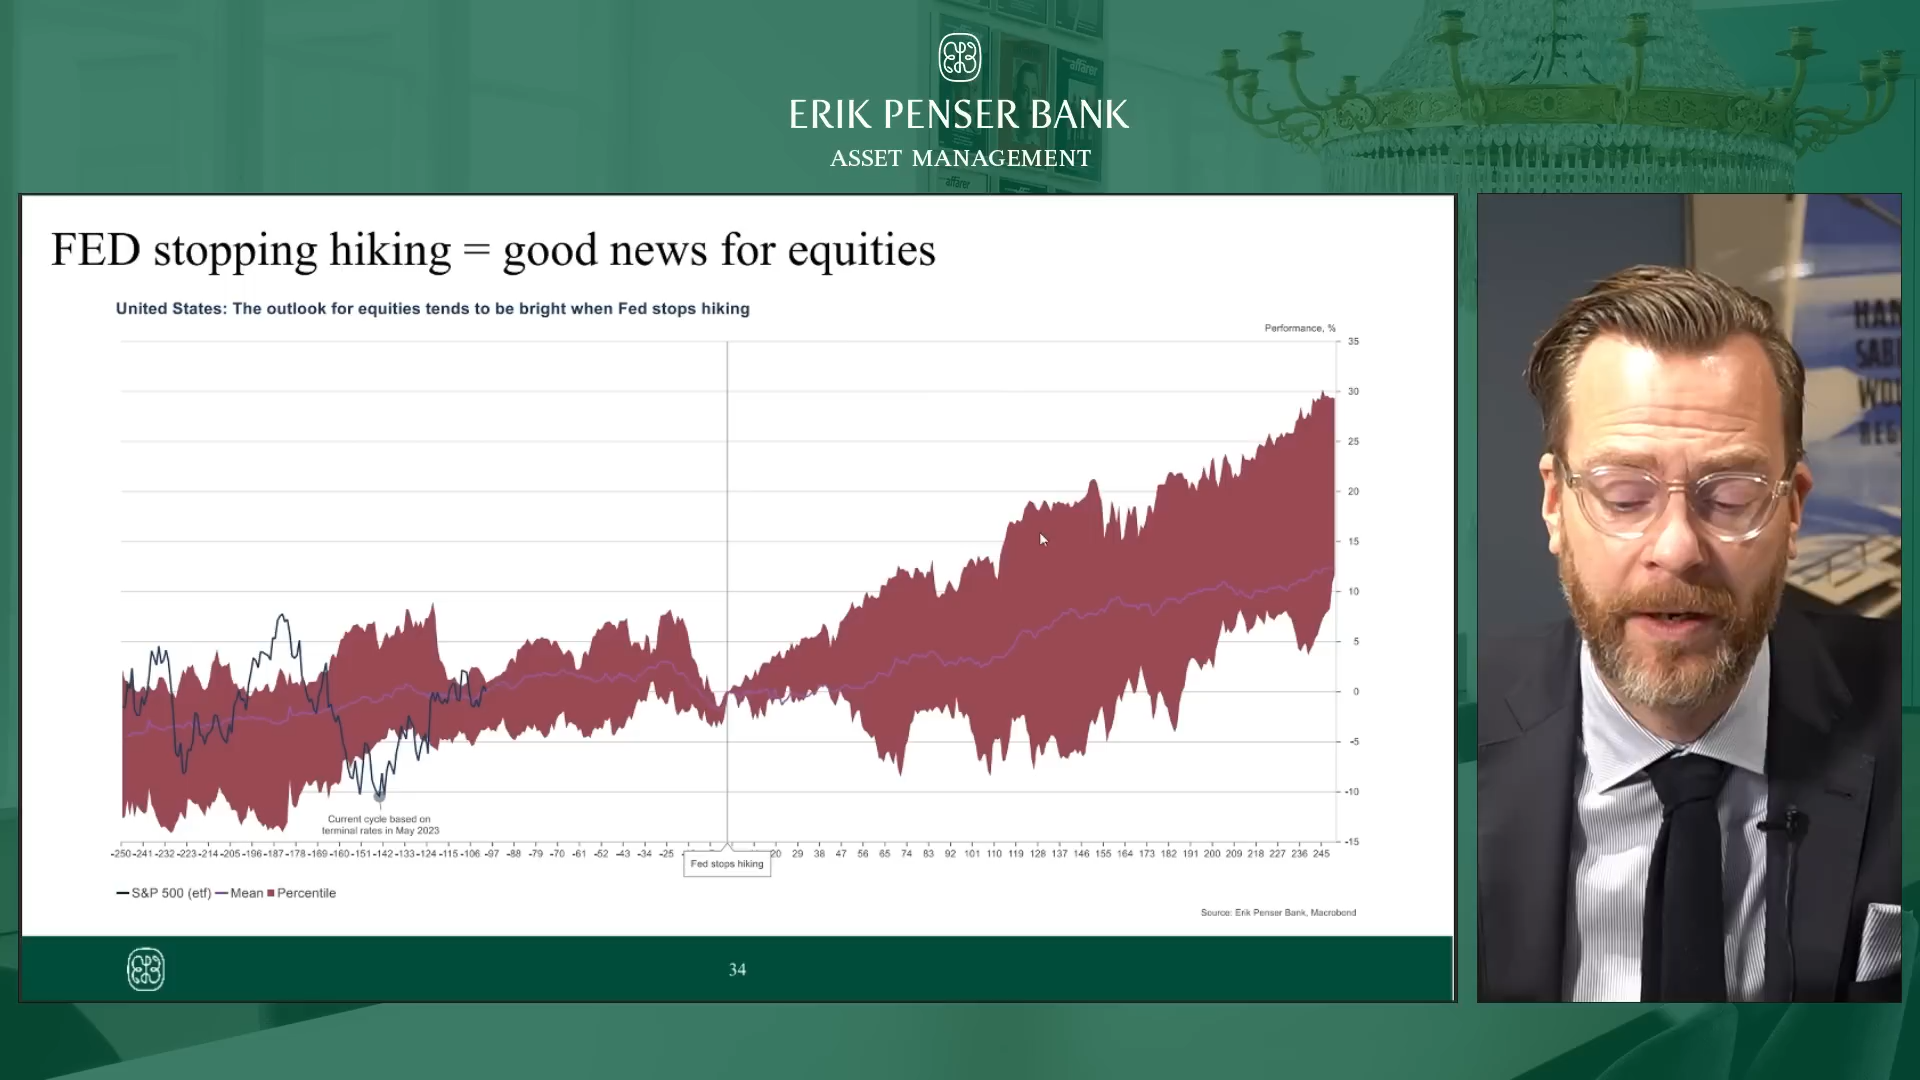 ERIK PENSER BANK
ASSET MANAGEMENT
affärer
affärer
FED stopping hiking = good news for equities
United States: The outlook for equities tends to be bright when Fed stops hiking
Performance, %
35
30
25
20
15
10
5
0
-5
-10
-15
Current cycle based on
terminal rates in May 2023
-250 -241 -232 -223 -214 -205 -196 -187 -178 -169 -160 -151 -142 -133 -124 -115 -106 -97 -88 -79 -70 -61 -52 -43 -34 -25 20 29 38 47 56 65 74 83 92 101 110 119 128 137 146 155 164 173 182 191 200 209 218 227 236 245
Fed stops hiking
S&P 500 (etf) Mean Percentile
Source: Erik Penser Bank, Macrobond
34